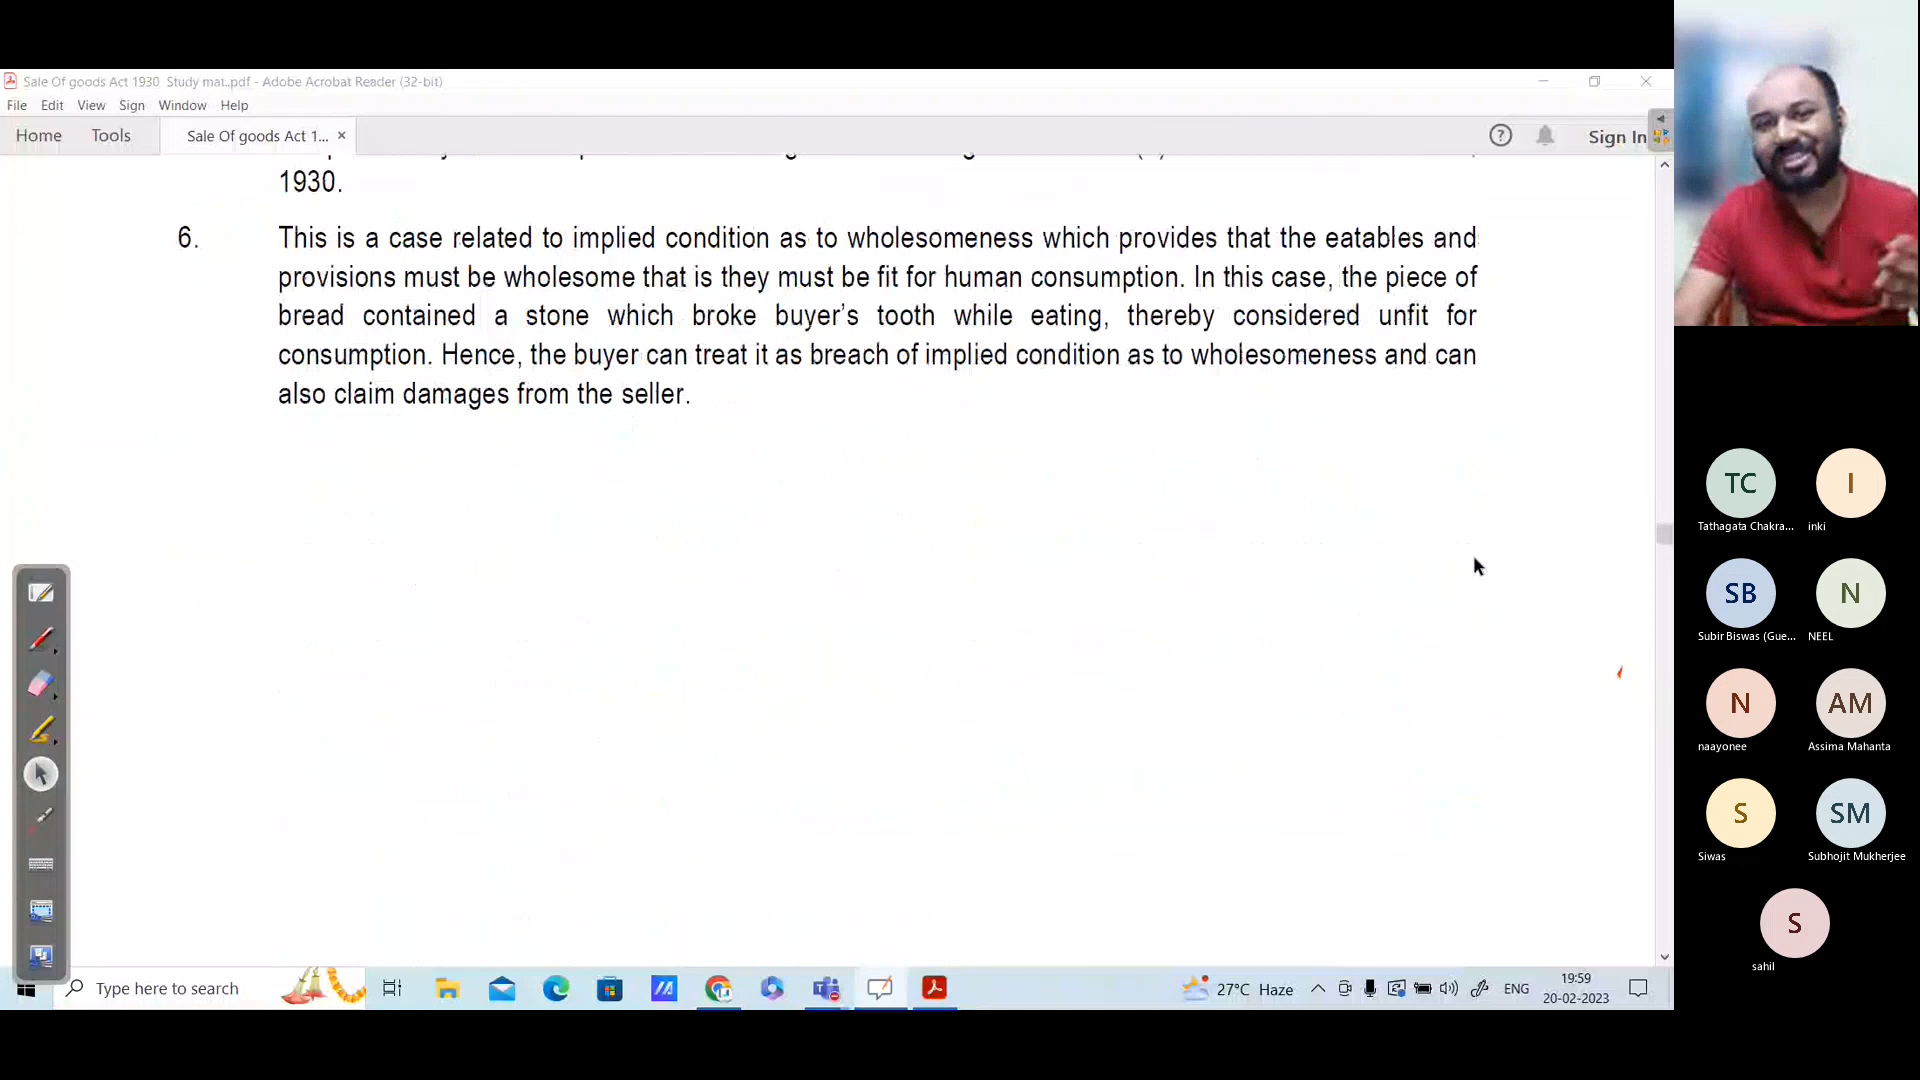 Sale Of goods Act 1930 Study mat..pdf - Adobe Acrobat Reader (32-bit)
File Edit View Sign Window Help
Home Tools Sale Of goods Act 1... × Sign In
1930.
6. This is a case related to implied condition as to wholesomeness which provides that the eatables and
provisions must be wholesome that is they must be fit for human consumption. In this case, the piece of
bread contained a stone which broke buyer's tooth while eating, thereby considered unfit for
consumption. Hence, the buyer can treat it as breach of implied condition as to wholesomeness and can
also claim damages from the seller.
TC I
Tathagata Chakra... inki
SB N
Subir Biswas (Gue... NEEL
N AM
naayonee Assima Mahanta
S SM
Siwas Subhojit Mukherjee
S
sahil
Type here to search 27°C Haze ENG 19:59
20-02-2023